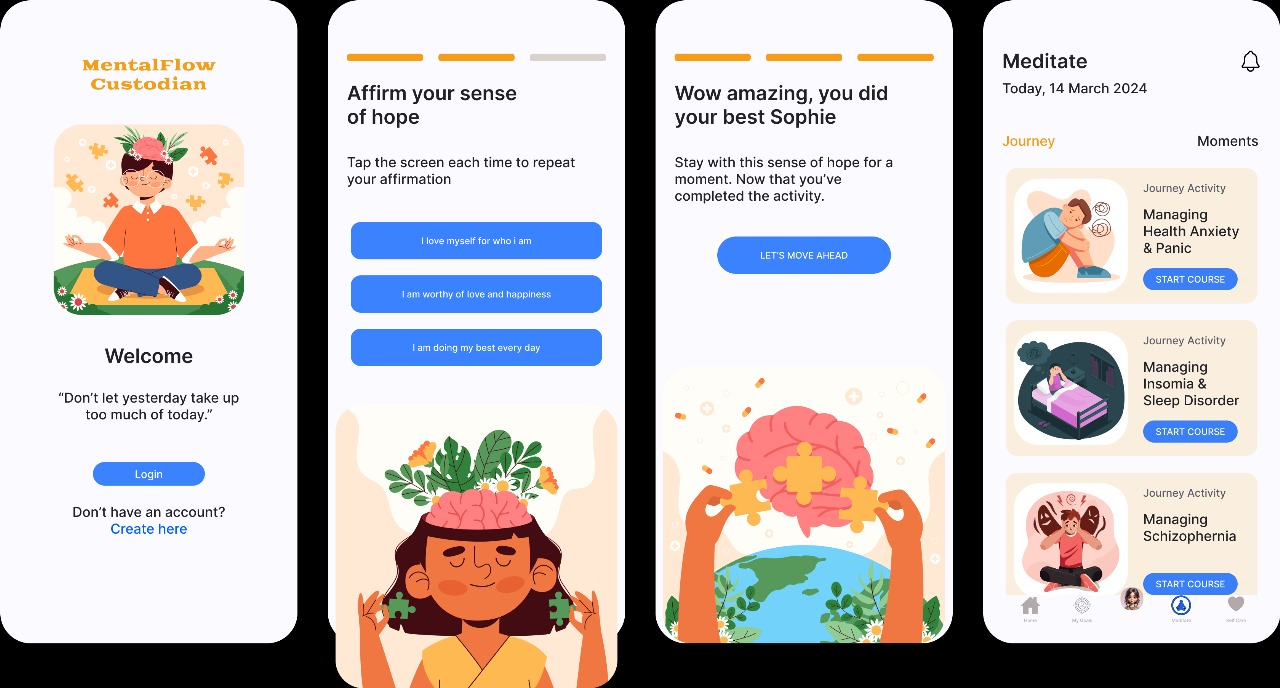 MentalFlow
Custodian
Welcome
“Don’t let yesterday take up
too much of today.”
Login
Don’t have an account?
Create here
Affirm your sense
of hope
Tap the screen each time to repeat
your affirmation
I love myself for who i am
I am worthy of love and happiness
I am doing my best every day
Wow amazing, you did
your best Sophie
Stay with this sense of hope for a
moment. Now that you’ve
completed the activity.
LET’S MOVE AHEAD
Meditate
Today, 14 March 2024
Journey
Moments
Journey Activity
Managing
Health Anxiety
& Panic
START COURSE
Journey Activity
Managing
Insomia &
Sleep Disorder
START COURSE
Journey Activity
Managing
Schizophernia
START COURSE
Home
My Goals
Meditate
Self Care